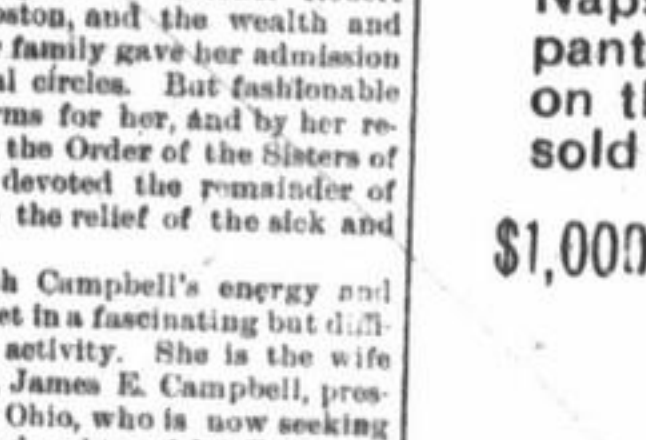 oston, and the wealth and
family gave her admission
al circles. But fashionable
rms for her, and by her re-
the Order of the Sisters of
devoted the remainder of
the relief of the sick and
h Campbell's energy and
et in a fascinating but diffi-
activity. She is the wife
James E. Campbell, pres-
Ohio, who is now seeking
Naps
pant
on th
sold
$1,000